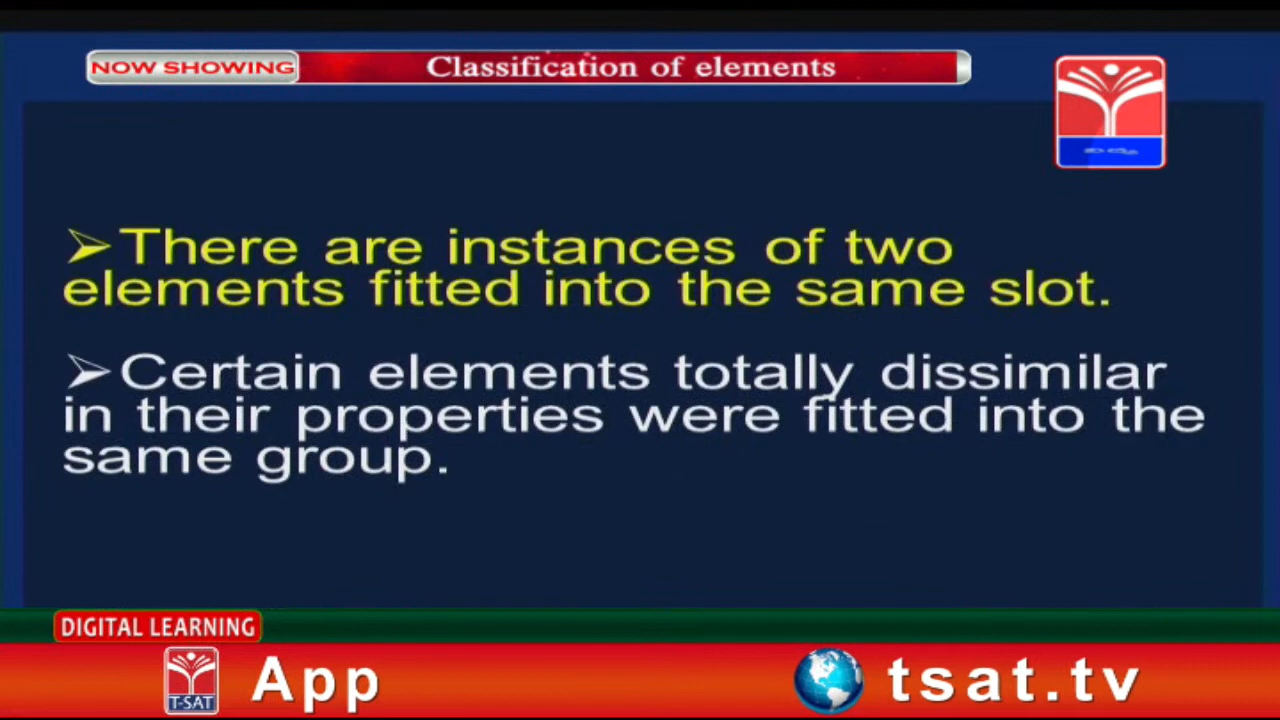 NOW SHOWING
Classification of elements
➢There are instances of two
elements fitted into the same slot.
➢Certain elements totally dissimilar
in their properties were fitted into the
same group.
DIGITAL LEARNING
T-SAT
App
tsat.tv